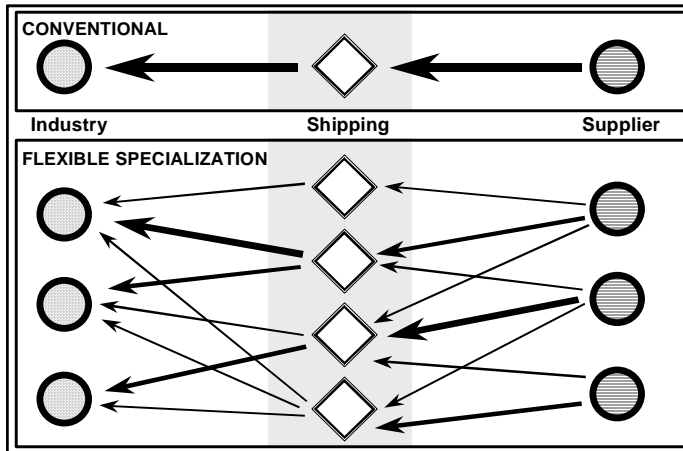 CONVENTIONAL
Industry Shipping Supplier
FLEXIBLE SPECIALIZATION